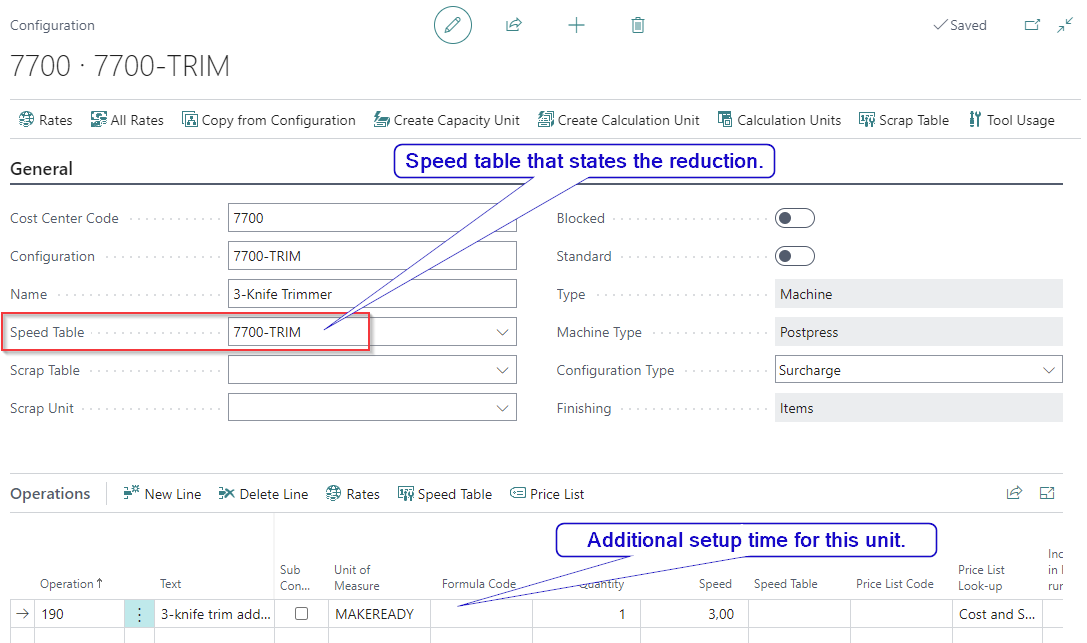 Configuration
Saved
7700 · 7700-TRIM
Rates All Rates Copy from Configuration Create Capacity Unit Create Calculation Unit Calculation Units Scrap Table Tool Usage
Speed table that states the reduction.
General
Cost Center Code 7700 Blocked
Configuration 7700-TRIM Standard
Name 3-Knife Trimmer Type Machine
Speed Table 7700-TRIM Machine Type Postpress
Scrap Table Configuration Type Surcharge
Scrap Unit Finishing Items
Operations New Line Delete Line Rates Speed Table Price List
Additional setup time for this unit.
Operation↑ Text Sub Con... Unit of Measure Formula Code Quantity Speed Speed Table Price List Code Price List Look-up Inc in run
190 3-knife trim add... MAKEREADY 1 3,00 Cost and S...